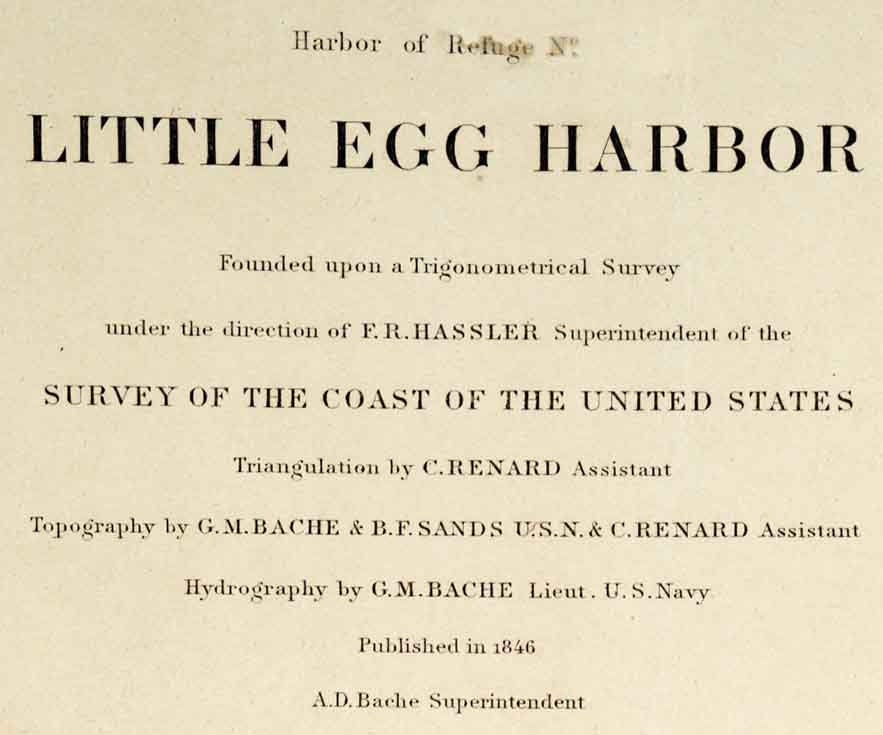 Harbor of Refuge Nº
LITTLE EGG HARBOR
Founded upon a Trigonometrical Survey
under the direction of F.R.HASSLER Superintendent of the
SURVEY OF THE COAST OF THE UNITED STATES
Triangulation by C.RENARD Assistant
Topography by G.M.BACHE & B.F.SANDS U.S.N. & C.RENARD Assistant
Hydrography by G.M.BACHE Lieut. U.S.Navy
Published in 1846
A.D.Bache Superintendent